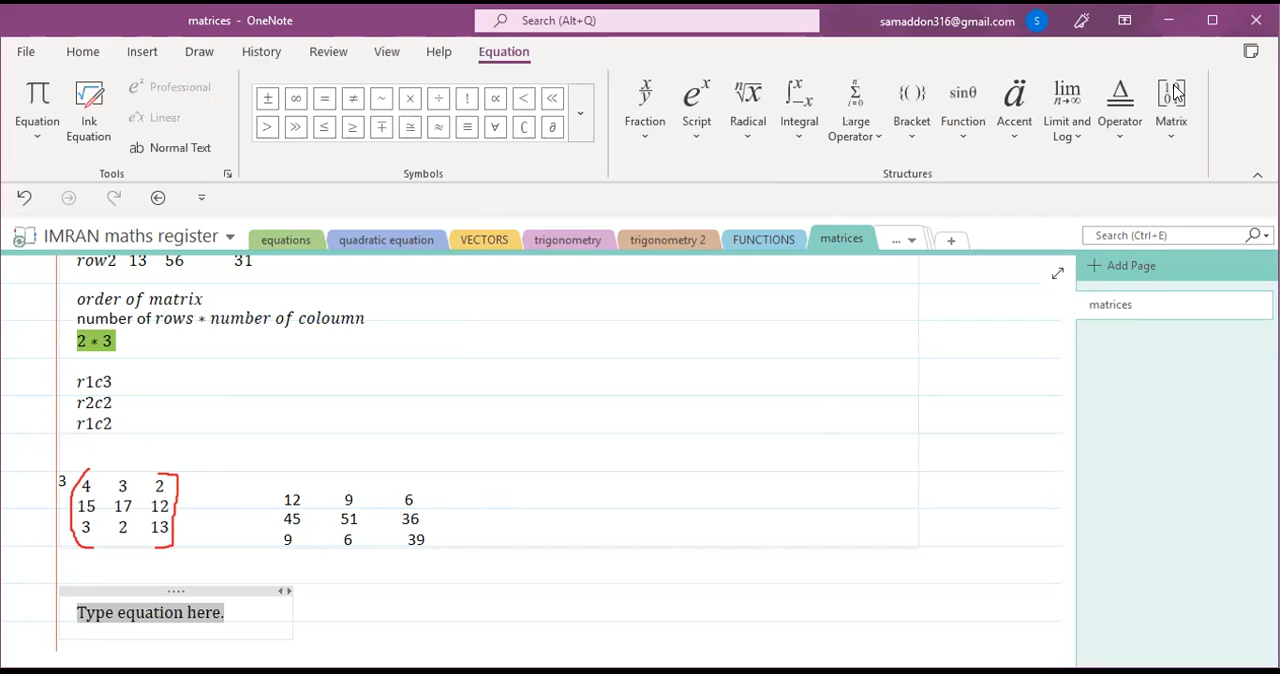 matrices - OneNote
Search (Alt+Q)
samaddon316@gmail.com
S
File Home Insert Draw History Review View Help Equation
π Equation
Ink Equation
eˣ Professional
eˣx Linear
ab Normal Text
Tools
± ∞ = ≠ ~ × ÷ ! ∝ < ≪
> ≫ ≤ ≥ ∓ ≅ ≈ ≡ ∀ ∁ ∂
Symbols
Fraction
Script
Radical
Integral
Large Operator
Bracket
Function
Accent
Limit and Log
Operator
Matrix
Structures
IMRAN maths register
equations
quadratic equation
VECTORS
trigonometry
trigonometry 2
FUNCTIONS
matrices
...
+
Search (Ctrl+E)
+ Add Page
matrices
row2 13 56 31
order of matrix
number of rows ∗ number of coloumn
2 ∗ 3
r1c3
r2c2
r1c2
3
4 3 2
15 17 12
3 2 13
12 9 6
45 51 36
9 6 39
Type equation here.